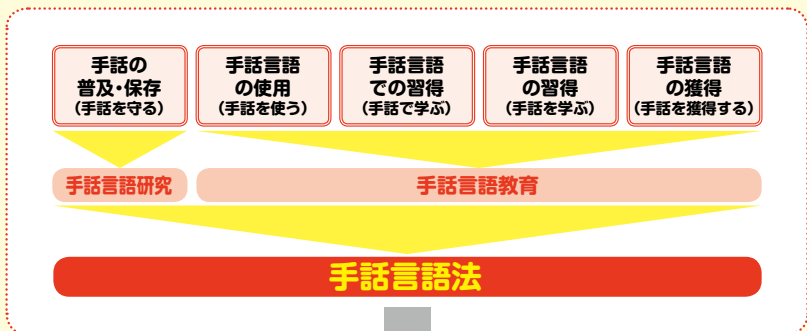 手話の
普及・保存
(手話を守る)
手話言語
の使用
(手話を使う)
手話言語
での習得
(手話で学ぶ)
手話言語
の習得
(手話を学ぶ)
手話言語
の獲得
(手話を獲得する)
手話言語研究
手話言語教育
手話言語法